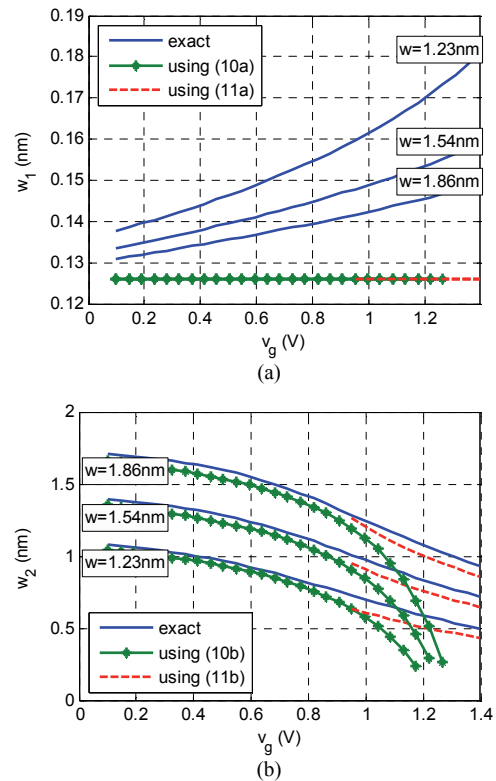 0.19
0.18
0.17
0.16
0.15
0.14
0.13
0.12
w₁ (nm)
exact
using (10a)
using (11a)
w=1.23nm
w=1.54nm
w=1.86nm
0 0.2 0.4 0.6 0.8 1 1.2
v_g (V)
(a)
2
1.5
1
0.5
0
w₂ (nm)
w=1.86nm
w=1.54nm
w=1.23nm
exact
using (10b)
using (11b)
0 0.2 0.4 0.6 0.8 1 1.2 1.4
v_g (V)
(b)